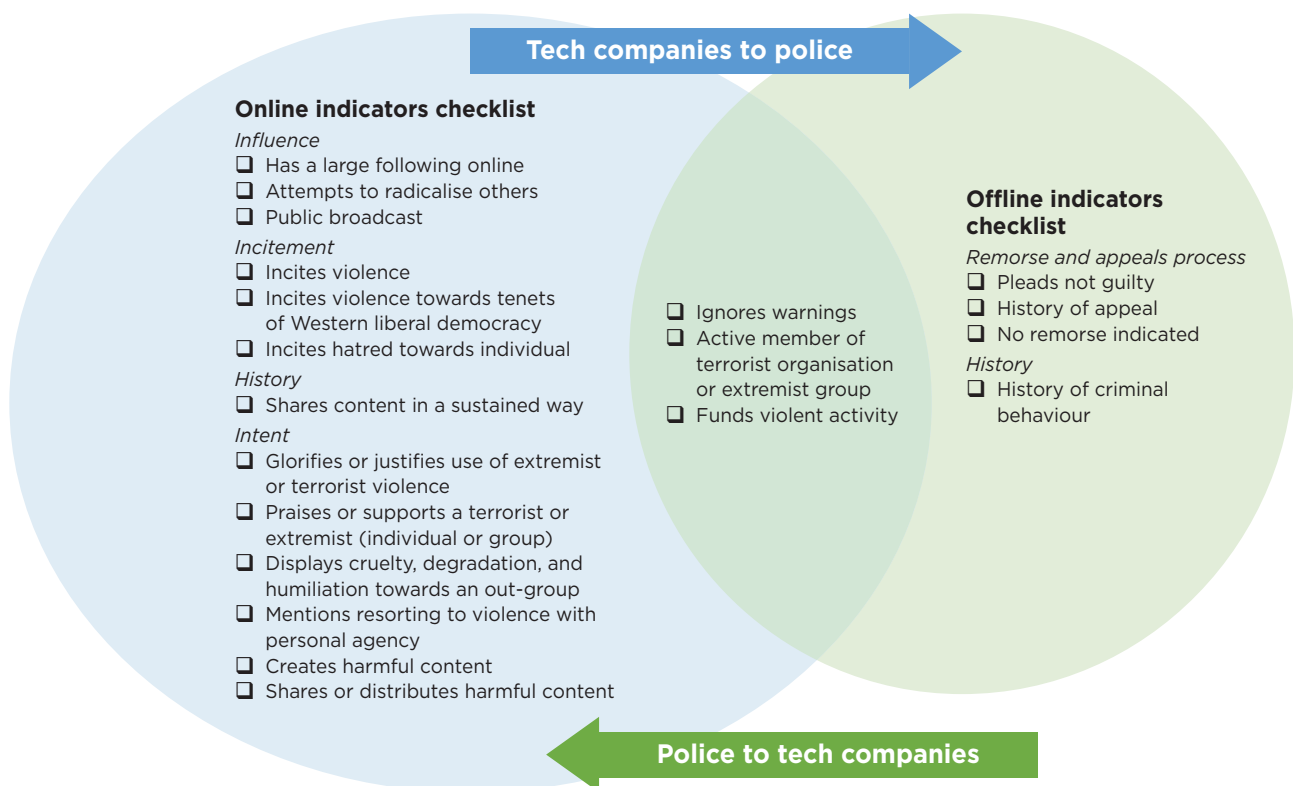 Tech companies to police
Online indicators checklist
Influence
❑ Has a large following online
❑ Attempts to radicalise others
❑ Public broadcast
Incitement
❑ Incites violence
❑ Incites violence towards tenets
of Western liberal democracy
❑ Incites hatred towards individual
History
❑ Shares content in a sustained way
Intent
❑ Glorifies or justifies use of extremist
or terrorist violence
❑ Praises or supports a terrorist or
extremist (individual or group)
❑ Displays cruelty, degradation, and
humiliation towards an out-group
❑ Mentions resorting to violence with
personal agency
❑ Creates harmful content
❑ Shares or distributes harmful content
❑ Ignores warnings
❑ Active member of
terrorist organisation
or extremist group
❑ Funds violent activity
Offline indicators
checklist
Remorse and appeals process
❑ Pleads not guilty
❑ History of appeal
❑ No remorse indicated
History
❑ History of criminal
behaviour
Police to tech companies